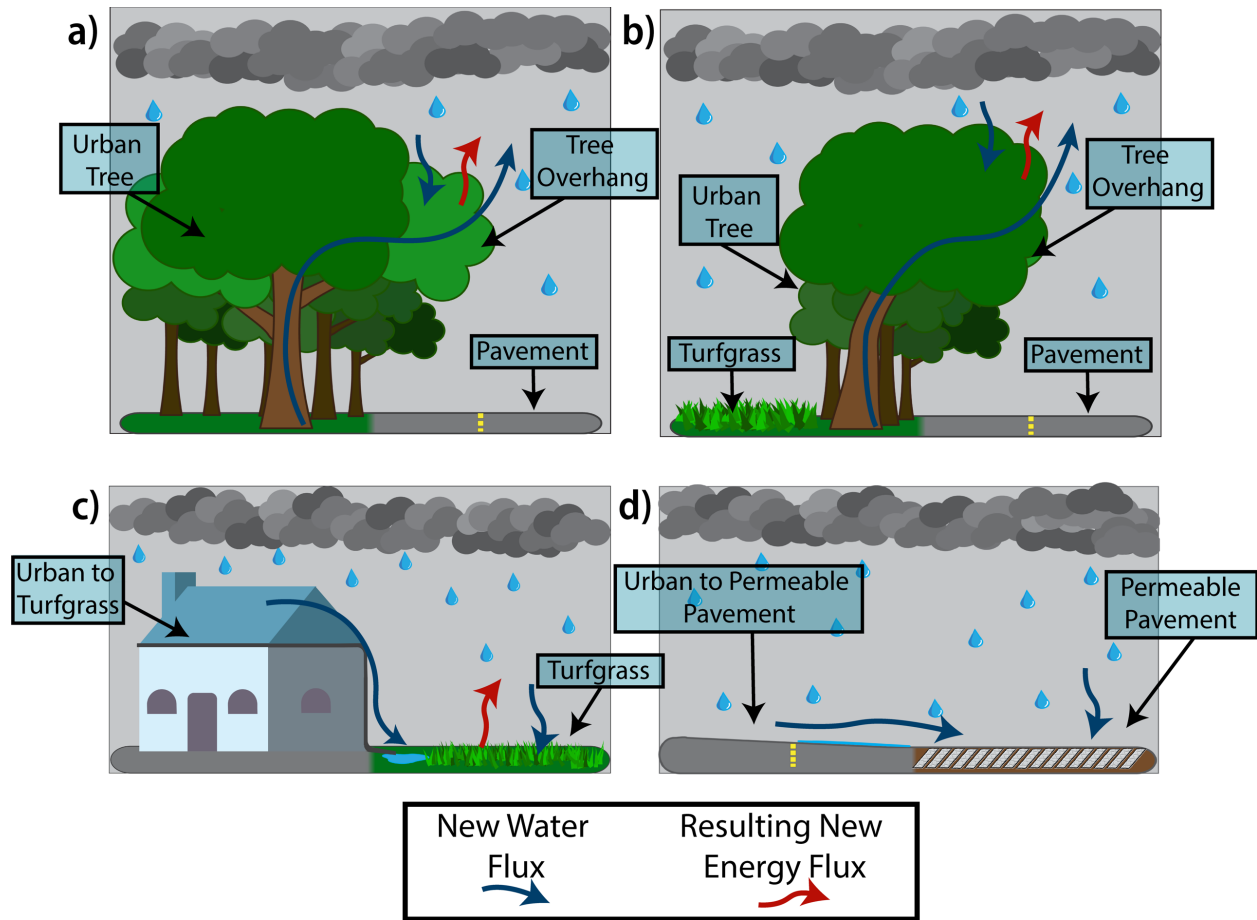 a)
Urban
Tree
Tree
Overhang
Pavement
b)
Urban
Tree
Tree
Overhang
Turfgrass
Pavement
c)
Urban to
Turfgrass
Turfgrass
d)
Urban to Permeable
Pavement
Permeable
Pavement
New Water
Flux
Resulting New
Energy Flux